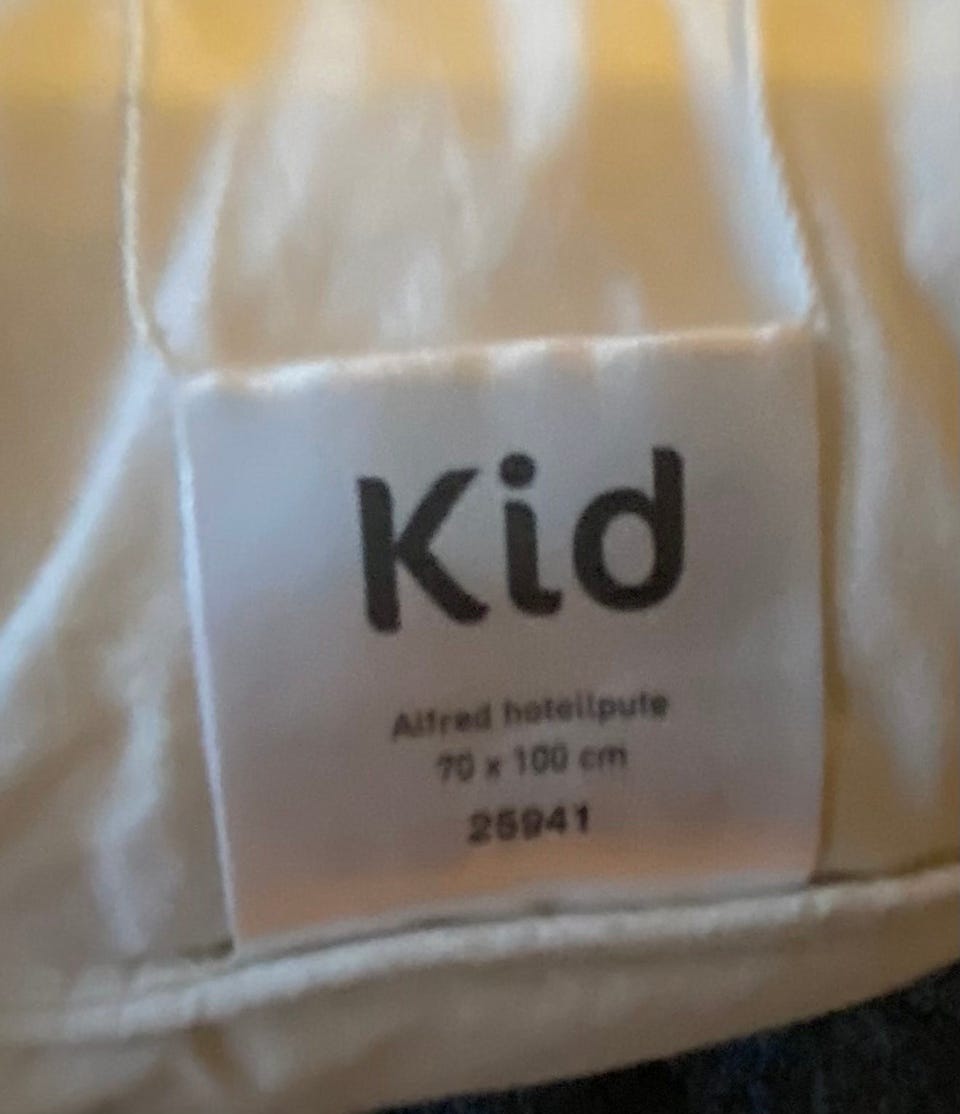 Kid
Alfred hotellpute
70 x 100 cm
25941